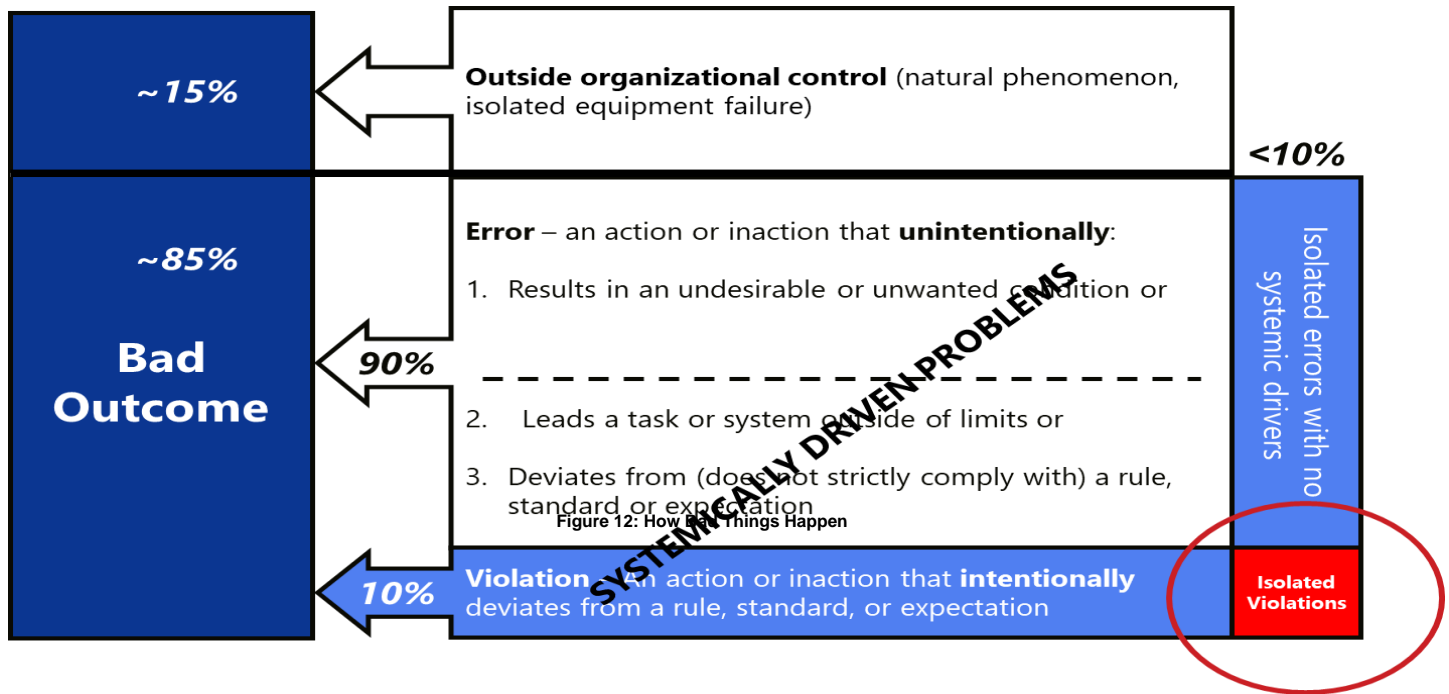 ~15%
Outside organizational control (natural phenomenon,
isolated equipment failure)
<10%
~85%
Bad
Outcome
Error – an action or inaction that unintentionally:
1. Results in an undesirable or unwanted condition or
90%
2. Leads a task or system outside of limits or
3. Deviates from (does not strictly comply with) a rule,
standard or expectation
Figure 12: How Bad Things Happen
SYSTEMICALLY DRIVEN PROBLEMS
Isolated errors with no
systemic drivers
10%
Violation – An action or inaction that intentionally
deviates from a rule, standard, or expectation
Isolated
Violations